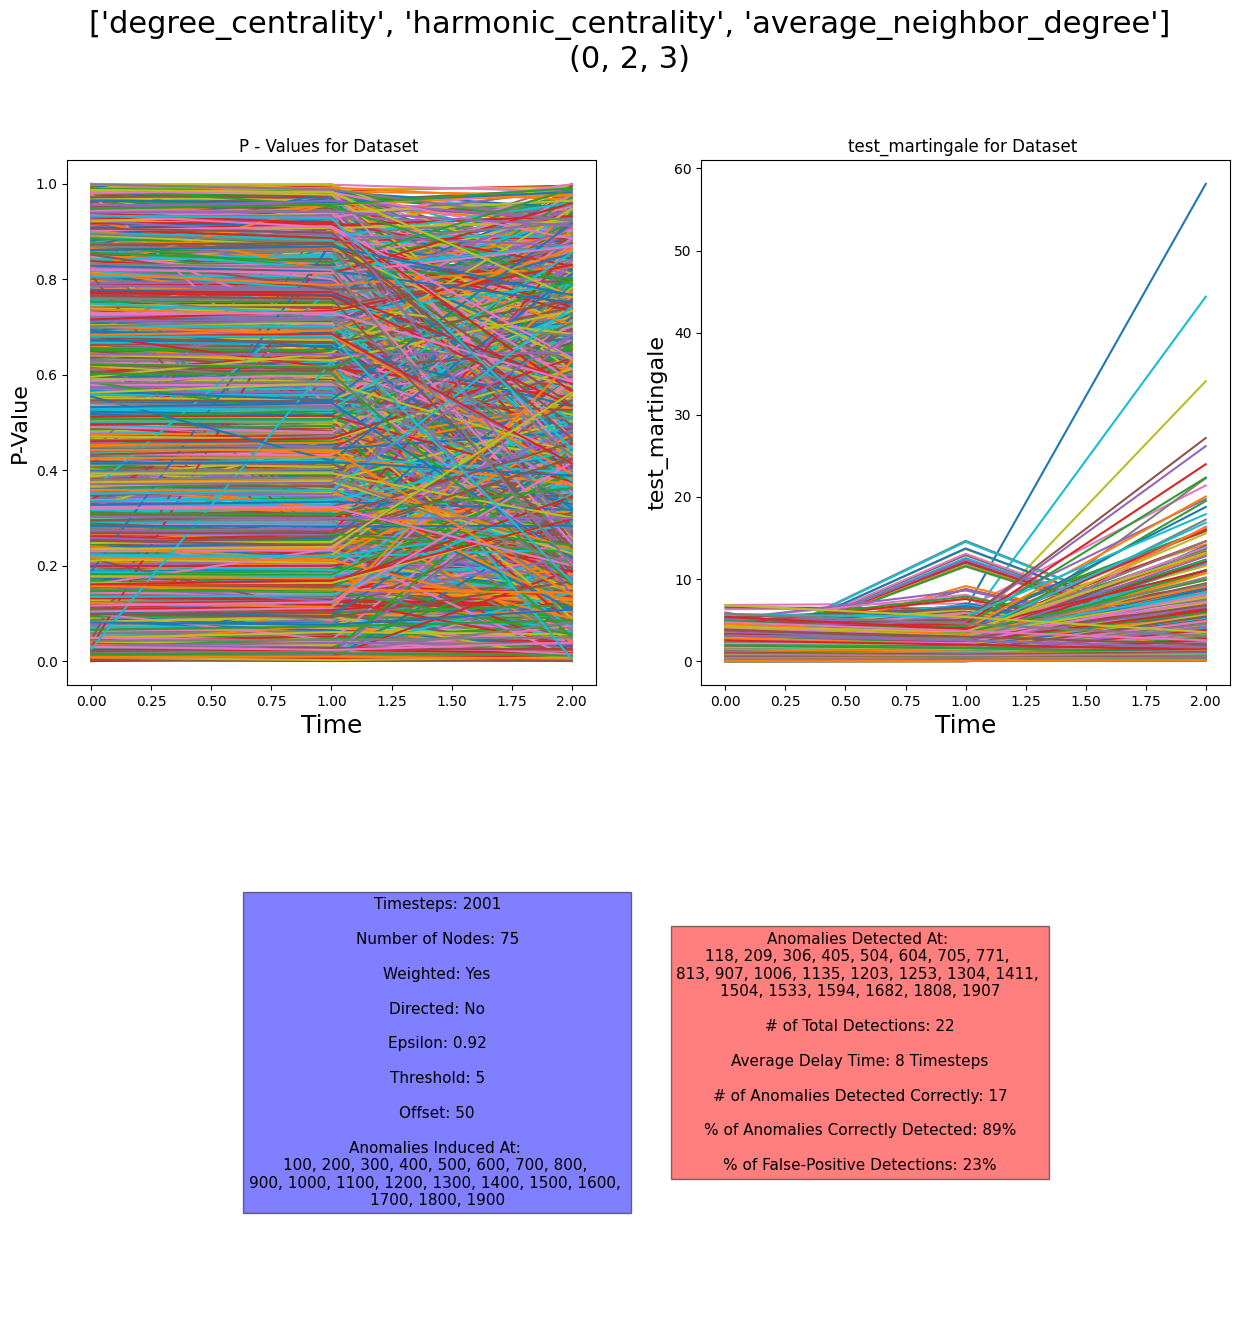 ['degree_centrality', 'harmonic_centrality', 'average_neighbor_degree']
(0, 2, 3)
P - Values for Dataset
1.0
0.8
0.6
0.4
0.2
0.0
P-Value
0.00 0.25 0.50 0.75 1.00 1.25 1.50 1.75 2.00
Time
test_martingale for Dataset
60
50
40
30
20
10
0
test_martingale
0.00 0.25 0.50 0.75 1.00 1.25 1.50 1.75 2.00
Time
Timesteps: 2001
Number of Nodes: 75
Weighted: Yes
Directed: No
Epsilon: 0.92
Threshold: 5
Offset: 50
Anomalies Induced At:
100, 200, 300, 400, 500, 600, 700, 800,
900, 1000, 1100, 1200, 1300, 1400, 1500, 1600,
1700, 1800, 1900
Anomalies Detected At:
118, 209, 306, 405, 504, 604, 705, 771,
813, 907, 1006, 1135, 1203, 1253, 1304, 1411,
1504, 1533, 1594, 1682, 1808, 1907
# of Total Detections: 22
Average Delay Time: 8 Timesteps
# of Anomalies Detected Correctly: 17
% of Anomalies Correctly Detected: 89%
% of False-Positive Detections: 23%